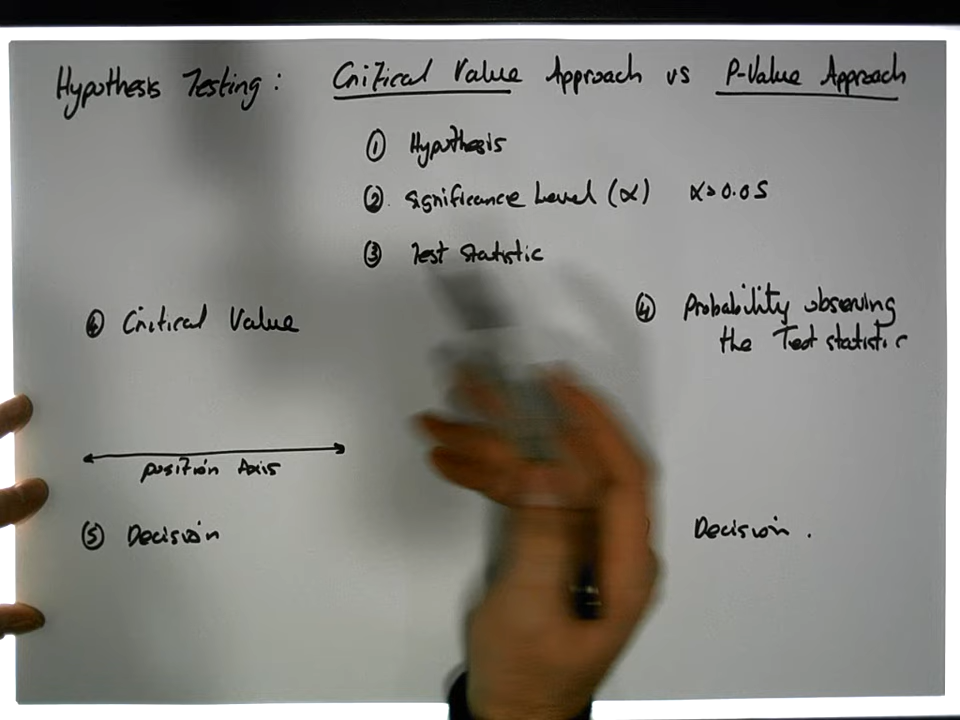 Hypothesis Testing: Critical Value Approach vs P-Value Approach
① Hypothesis
②. Significance Level (α) α=0.05
③ Test Statistic
④ Critical Value
④ Probability observing
the Test statistic
position Axis
⑤ Decision
Decision.